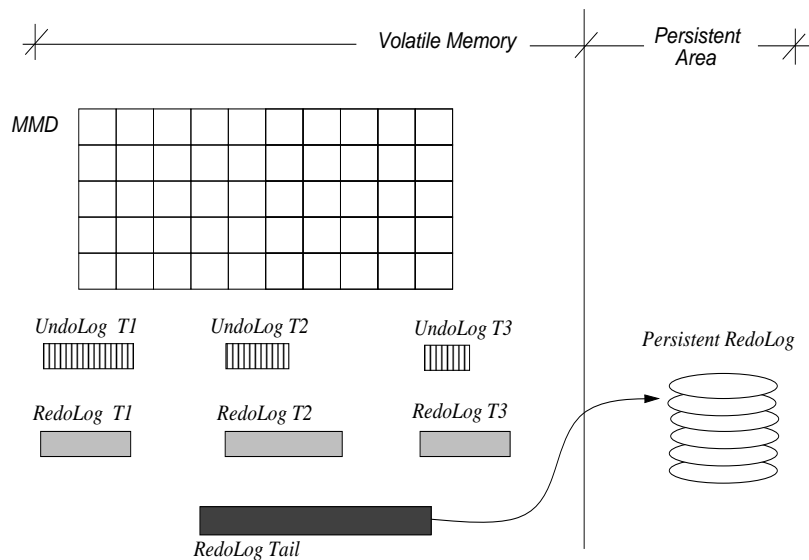 Volatile Memory
Persistent
Area
MMD
UndoLog T1
UndoLog T2
UndoLog T3
Persistent RedoLog
RedoLog T1
RedoLog T2
RedoLog T3
RedoLog Tail